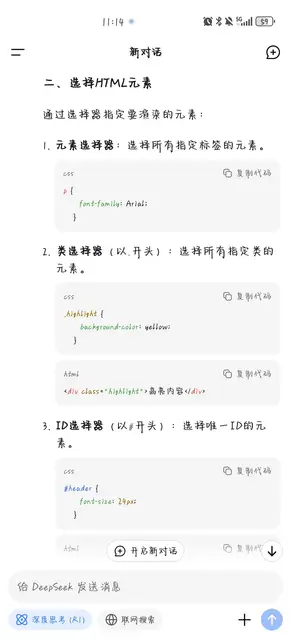 11:14
5G
59
新对话
二、选择HTML元素
通过选择器指定要渲染的元素：
1. 元素选择器：选择所有指定标签的元素。
css
复制代码
p {
font-family: Arial;
}
2. 类选择器（以.开头）：选择所有指定类的
元素。
css
复制代码
.highlight {
background-color: yellow;
}
html
复制代码
<div class="highlight">高亮内容</div>
3. ID选择器（以#开头）：选择唯一ID的元
素。
css
复制代码
#header {
font-size: 24px;
}
html
开启新对话
给 DeepSeek 发送消息
深度思考 (R1)
联网搜索